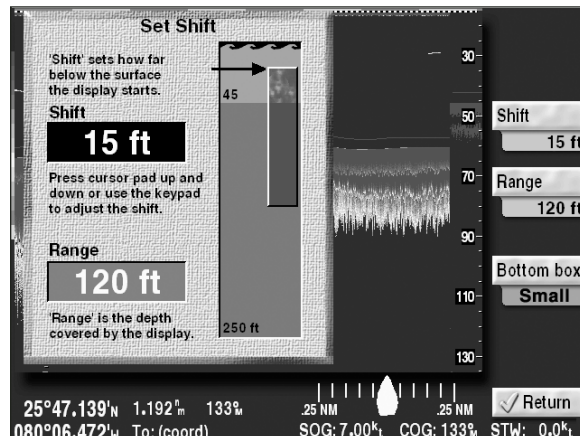 Set Shift
'Shift' sets how far
below the surface
the display starts.
Shift
15 ft
Press cursor pad up and
down or use the keypad
to adjust the shift.
Range
120 ft
'Range' is the depth
covered by the display.
45
250 ft
30
50
70
90
110
130
Shift
15 ft
Range
120 ft
Bottom box
Small
Return
25°47.139'N 1.192nm 133°M
080°06.472'W To: (coord)
.25 NM .25 NM
SOG: 7.00kt COG: 133°M STW: 0.0kt